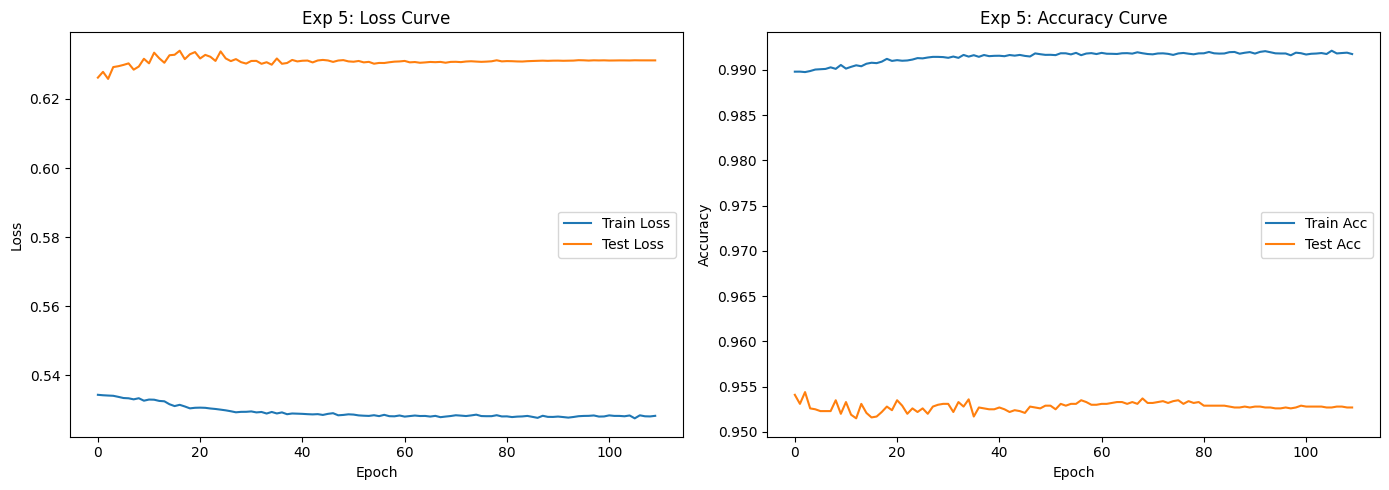 Exp 5: Loss Curve
Loss
0.62
0.60
0.58
0.56
0.54
Train Loss
Test Loss
0 20 40 60 80 100
Epoch
Exp 5: Accuracy Curve
Accuracy
0.990
0.985
0.980
0.975
0.970
0.965
0.960
0.955
0.950
Train Acc
Test Acc
0 20 40 60 80 100
Epoch